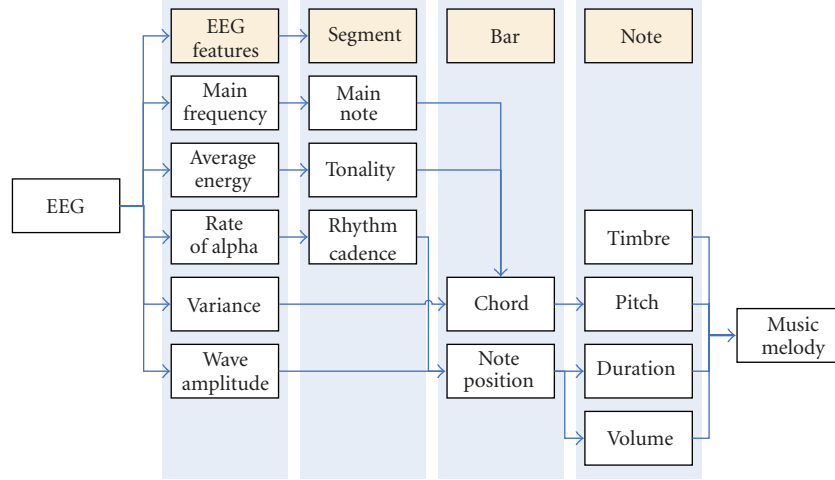 EEG
features
Segment
Bar
Note
Main
frequency
Main
note
Average
energy
Tonality
EEG
Rate
of alpha
Rhythm
cadence
Timbre
Variance
Chord
Pitch
Music
melody
Wave
amplitude
Note
position
Duration
Volume